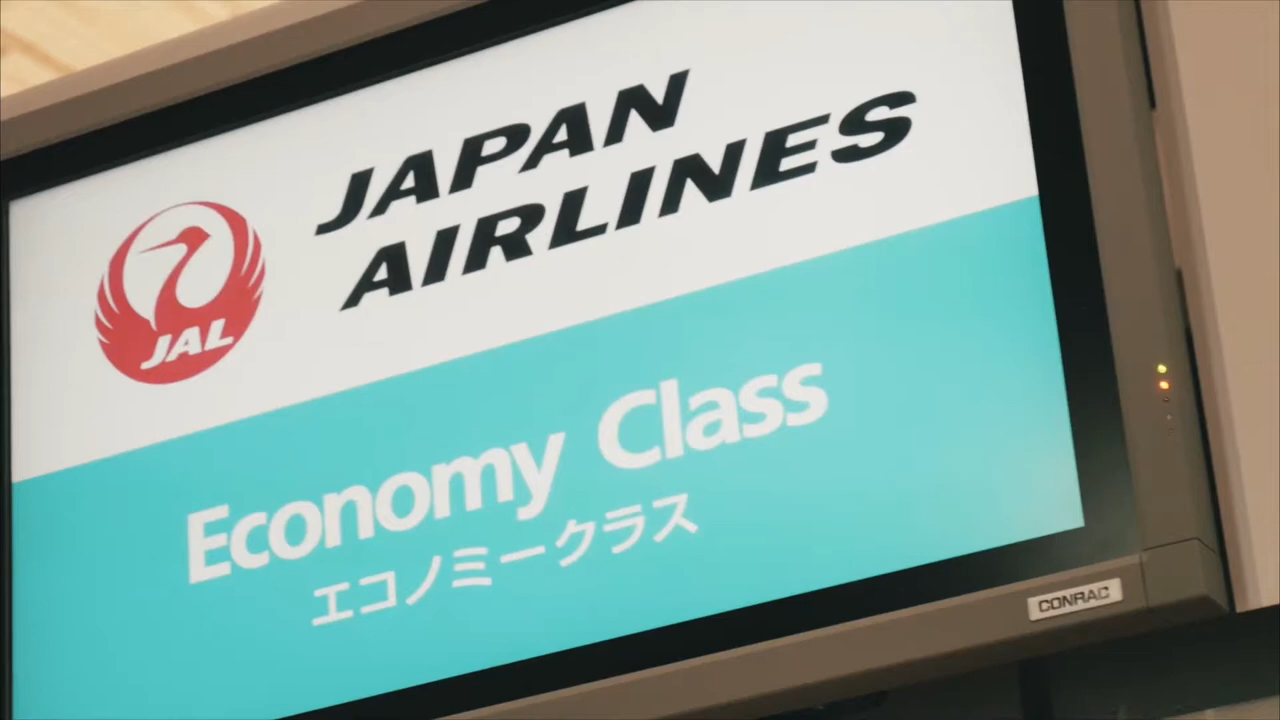 JAPAN
AIRLINES
JAL
Economy Class
エコノミークラス
CONRAC